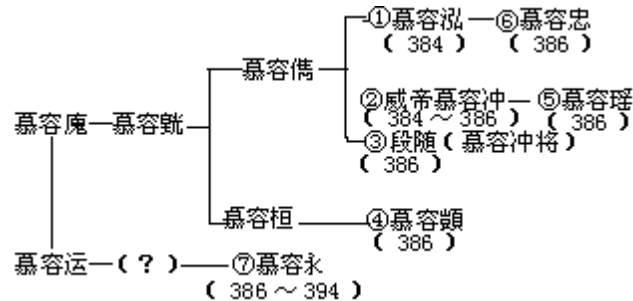 ①慕容泓—⑥慕容忠
(384) (386)
慕容儁
②威帝慕容冲—⑤慕容瑶
(384～386) (386)
慕容廆—慕容皝
③段随(慕容冲将)
(386)
慕容桓 ④慕容顗
(386)
慕容运—(?)—⑦慕容永
(386～394)